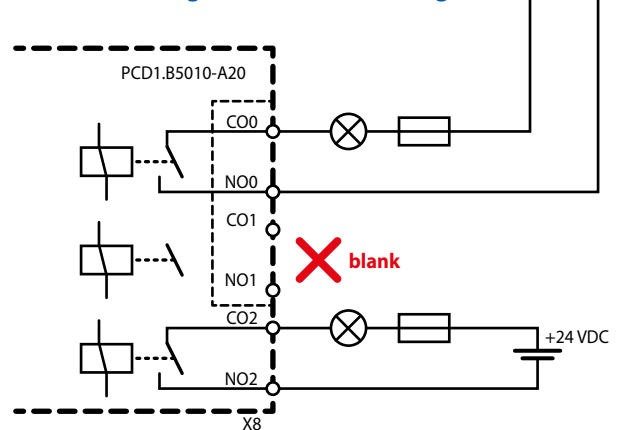 PCD1.B5010-A20
CO0
NO0
CO1
blank
NO1
CO2
+24 VDC
NO2
X8